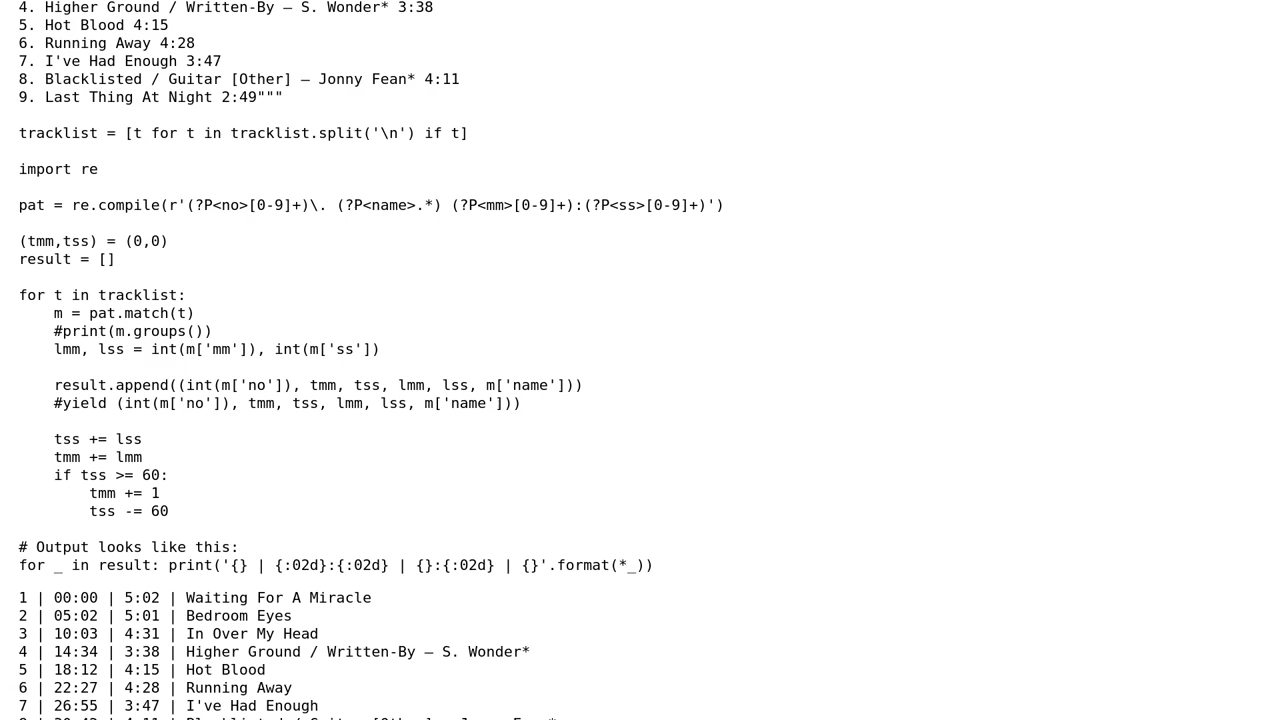 4. Higher Ground / Written-By – S. Wonder* 3:38
5. Hot Blood 4:15
6. Running Away 4:28
7. I've Had Enough 3:47
8. Blacklisted / Guitar [Other] – Jonny Fean* 4:11
9. Last Thing At Night 2:49"""
tracklist = [t for t in tracklist.split('\n') if t]
import re
pat = re.compile(r'(?P<no>[0-9]+)\. (?P<name>.*) (?P<mm>[0-9]+):(?P<ss>[0-9]+)')
(tmm,tss) = (0,0)
result = []
for t in tracklist:
    m = pat.match(t)
    #print(m.groups())
    lmm, lss = int(m['mm']), int(m['ss'])
    result.append((int(m['no']), tmm, tss, lmm, lss, m['name']))
    #yield (int(m['no']), tmm, tss, lmm, lss, m['name']))
    tss += lss
    tmm += lmm
    if tss >= 60:
        tmm += 1
        tss -= 60
# Output looks like this:
for _ in result: print('{} | {:02d}:{:02d} | {}:{:02d} | {}'.format(*_))
1 | 00:00 | 5:02 | Waiting For A Miracle
2 | 05:02 | 5:01 | Bedroom Eyes
3 | 10:03 | 4:31 | In Over My Head
4 | 14:34 | 3:38 | Higher Ground / Written-By – S. Wonder*
5 | 18:12 | 4:15 | Hot Blood
6 | 22:27 | 4:28 | Running Away
7 | 26:55 | 3:47 | I've Had Enough